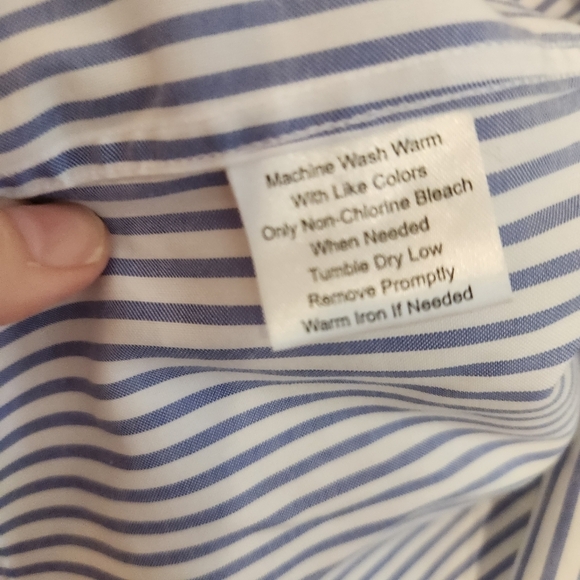 Machine Wash Warm
With Like Colors
Only Non-Chlorine Bleach
When Needed
Tumble Dry Low
Remove Promptly
Warm Iron If Needed